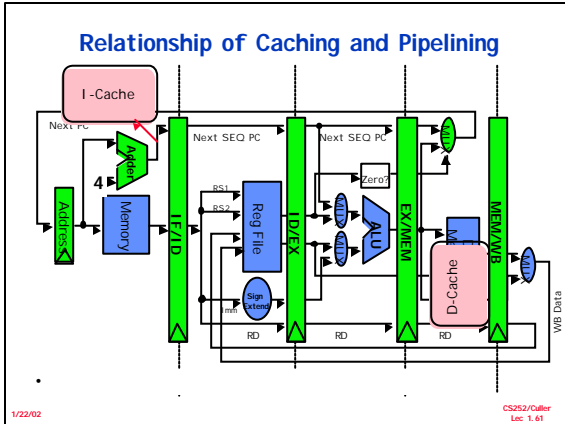 Relationship of Caching and Pipelining
I-Cache
Next PC
Next SEQ PC
Next SEQ PC
MUX
Adder
4
Zero?
RS1
RS2
Address
Memory
IF/ID
Reg File
ID/EX
MUX
MUX
ALU
EX/MEM
MEM/WB
MUX
D-Cache
Sign
Extend
Imm
RD
RD
RD
WB Data
1/22/02
CS252/Culler
Lec 1.61